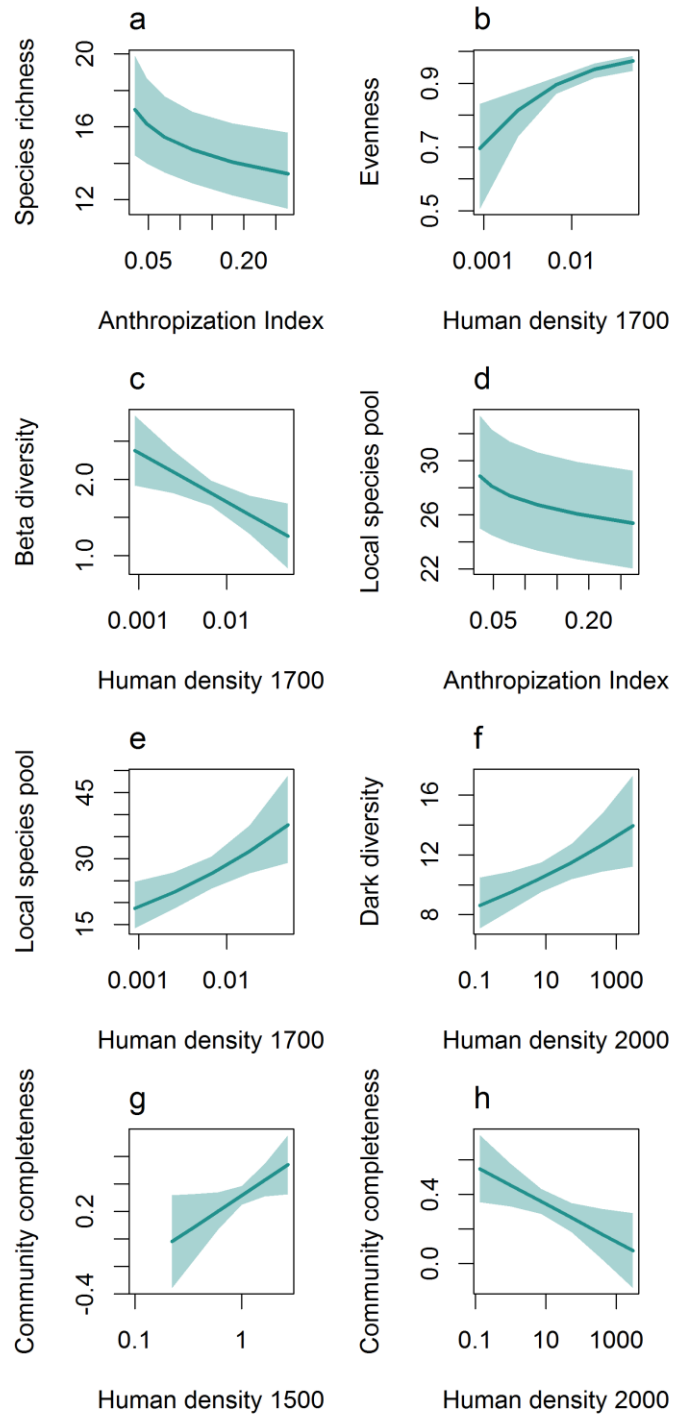 a
Species richness
20
16
12
0.05 0.20
Anthropization Index
b
Evenness
0.9
0.7
0.5
0.001 0.01
Human density 1700
c
Beta diversity
2.0
1.0
0.001 0.01
Human density 1700
d
Local species pool
30
26
22
0.05 0.20
Anthropization Index
e
Local species pool
45
30
15
0.001 0.01
Human density 1700
f
Dark diversity
16
12
8
0.1 10 1000
Human density 2000
g
Community completeness
0.2
-0.4
0.1 1
Human density 1500
h
Community completeness
0.4
0.0
0.1 10 1000
Human density 2000